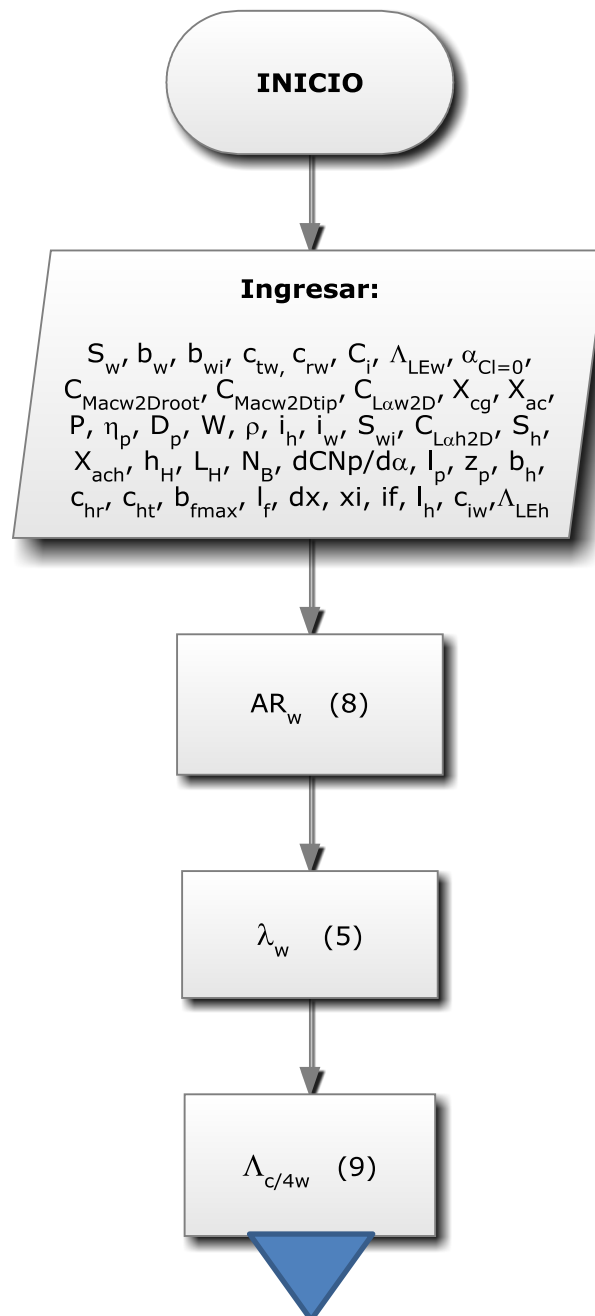 INICIO
Ingresar:
S_w, b_w, b_wi, c_tw, c_rw, C_i, Λ_LEw, α_Cl=0,
C_Macw2Droot, C_Macw2Dtip, C_Lαw2D, X_cg, X_ac,
P, η_p, D_p, W, ρ, i_h, i_w, S_wi, C_Lαh2D, S_h,
X_ach, h_H, L_H, N_B, dCNp/dα, l_p, z_p, b_h,
c_hr, c_ht, b_fmax, l_f, dx, xi, if, l_h, c_iw, Λ_LEh
AR_w (8)
λ_w (5)
Λ_c/4w (9)